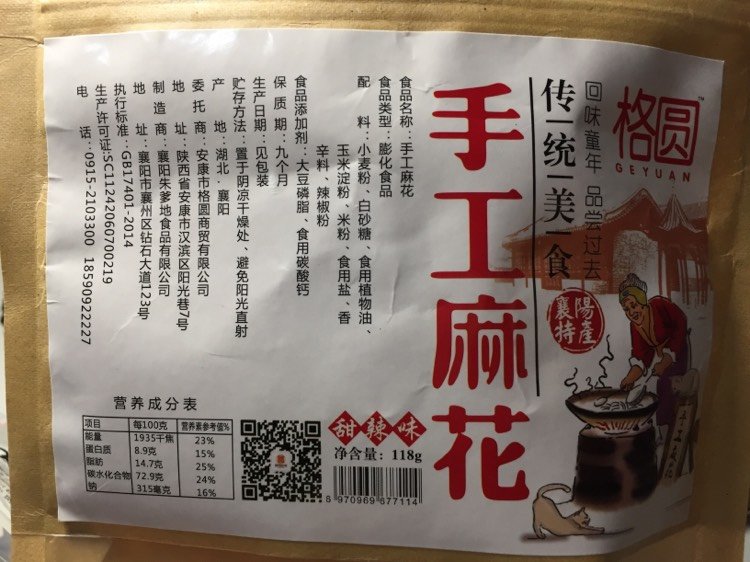 格圆™
GEYUAN
回味童年 品尝过去
传统美食
襄陽
特產
手工麻花
甜辣味
净含量：118g
8 970969 677114
食品名称：手工麻花
食品类型：膨化食品
配 料：小麦粉、白砂糖、食用植物油、
玉米淀粉、米粉、食用盐、香
辛料、辣椒粉
食品添加剂：大豆磷脂、食用碳酸钙
保质期：九个月
生产日期：见包装
贮存方法：置于阴凉干燥处、避免阳光直射
产 地：湖北·襄阳
委托商：安康市格圆商贸有限公司
地 址：陕西省安康市汉滨区阳光巷7号
制造商：襄阳朱爹地食品有限公司
地 址：襄阳市襄州区钻石大道123号
执行标准：GB17401-2014
生产许可证:SC11242060700219
电 话：0915-2103300 18590922227
营养成分表
项目 每100克 营养素参考值%
能量 1935千焦 23%
蛋白质 8.9克 15%
脂肪 14.7克 25%
碳水化合物 72.9克 24%
钠 315毫克 16%